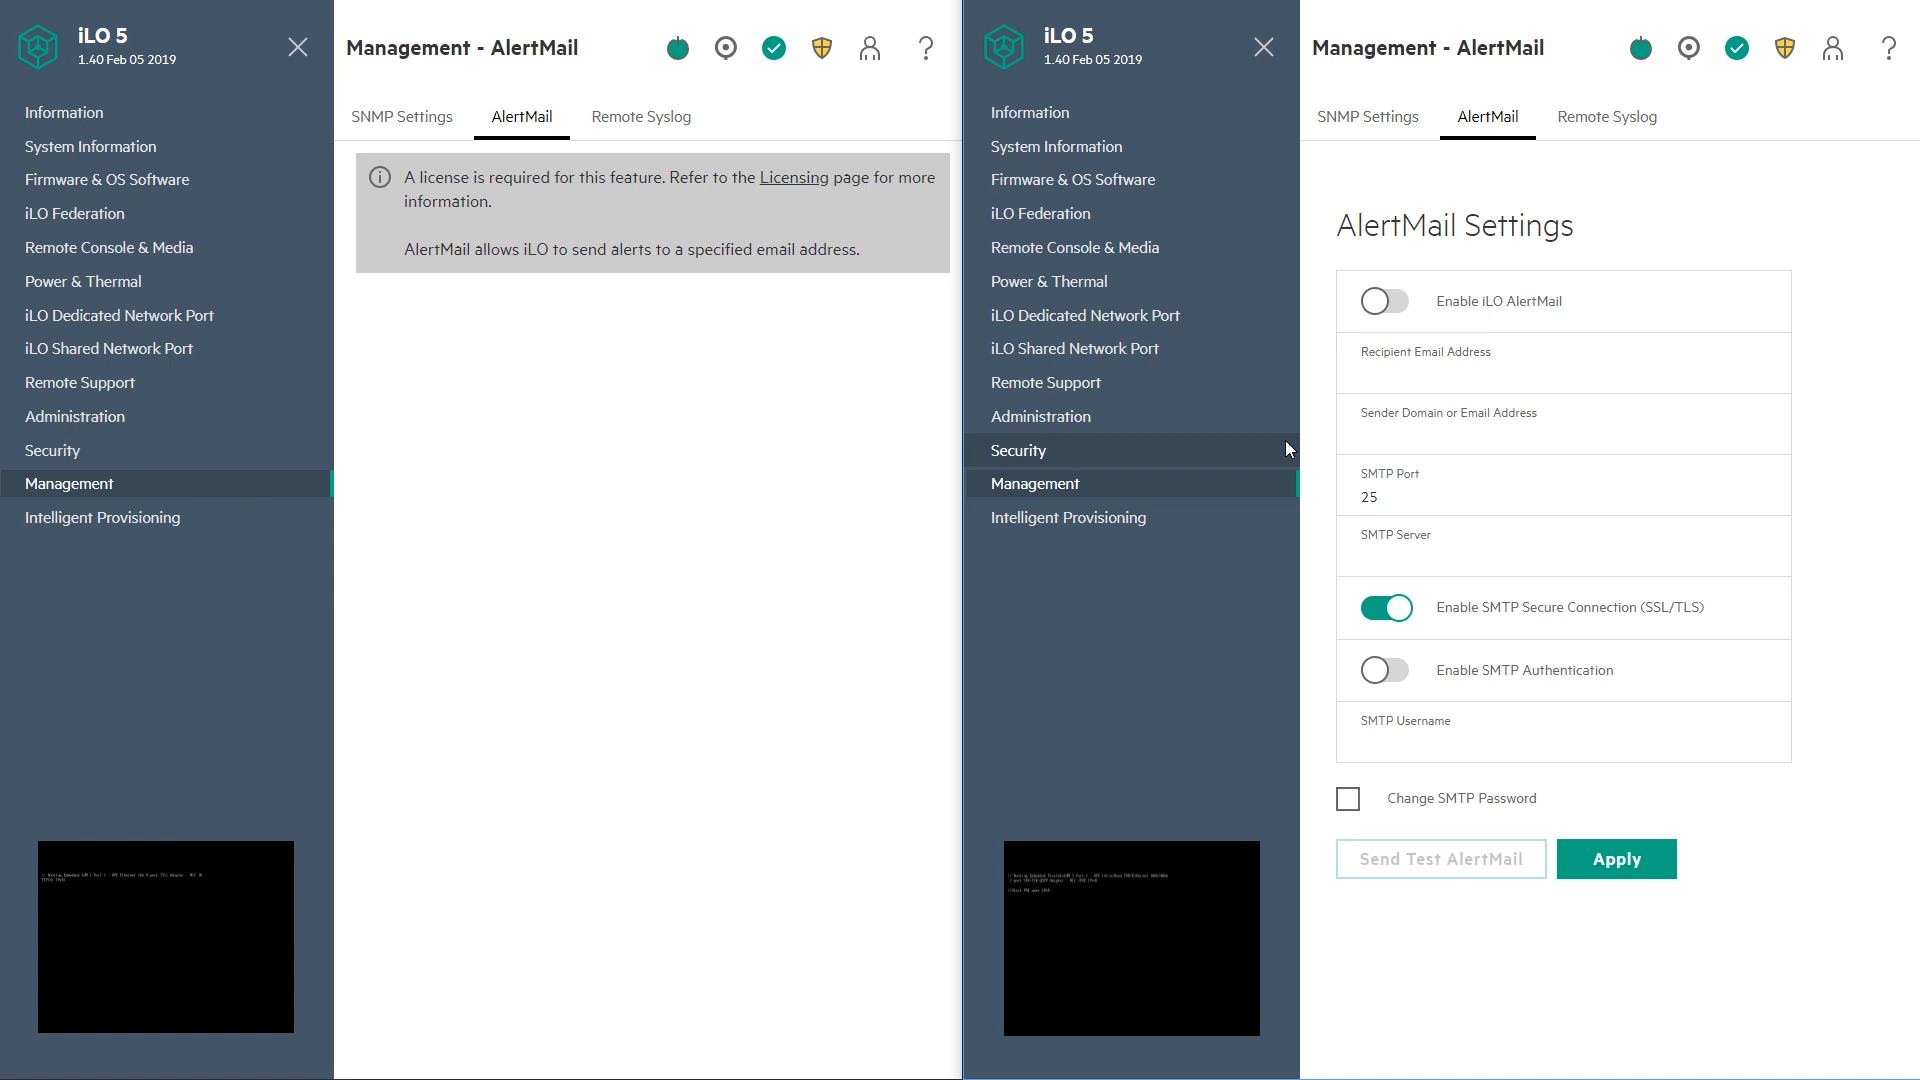 iLO 5
1.40 Feb 05 2019
Information
System Information
Firmware & OS Software
iLO Federation
Remote Console & Media
Power & Thermal
iLO Dedicated Network Port
iLO Shared Network Port
Remote Support
Administration
Security
Management
Intelligent Provisioning
Management - AlertMail
SNMP Settings AlertMail Remote Syslog
A license is required for this feature. Refer to the Licensing page for more
information.
AlertMail allows iLO to send alerts to a specified email address.
iLO 5
1.40 Feb 05 2019
Information
System Information
Firmware & OS Software
iLO Federation
Remote Console & Media
Power & Thermal
iLO Dedicated Network Port
iLO Shared Network Port
Remote Support
Administration
Security
Management
Intelligent Provisioning
Management - AlertMail
SNMP Settings AlertMail Remote Syslog
AlertMail Settings
Enable iLO AlertMail
Recipient Email Address
Sender Domain or Email Address
SMTP Port
25
SMTP Server
Enable SMTP Secure Connection (SSL/TLS)
Enable SMTP Authentication
SMTP Username
Change SMTP Password
Send Test AlertMail Apply